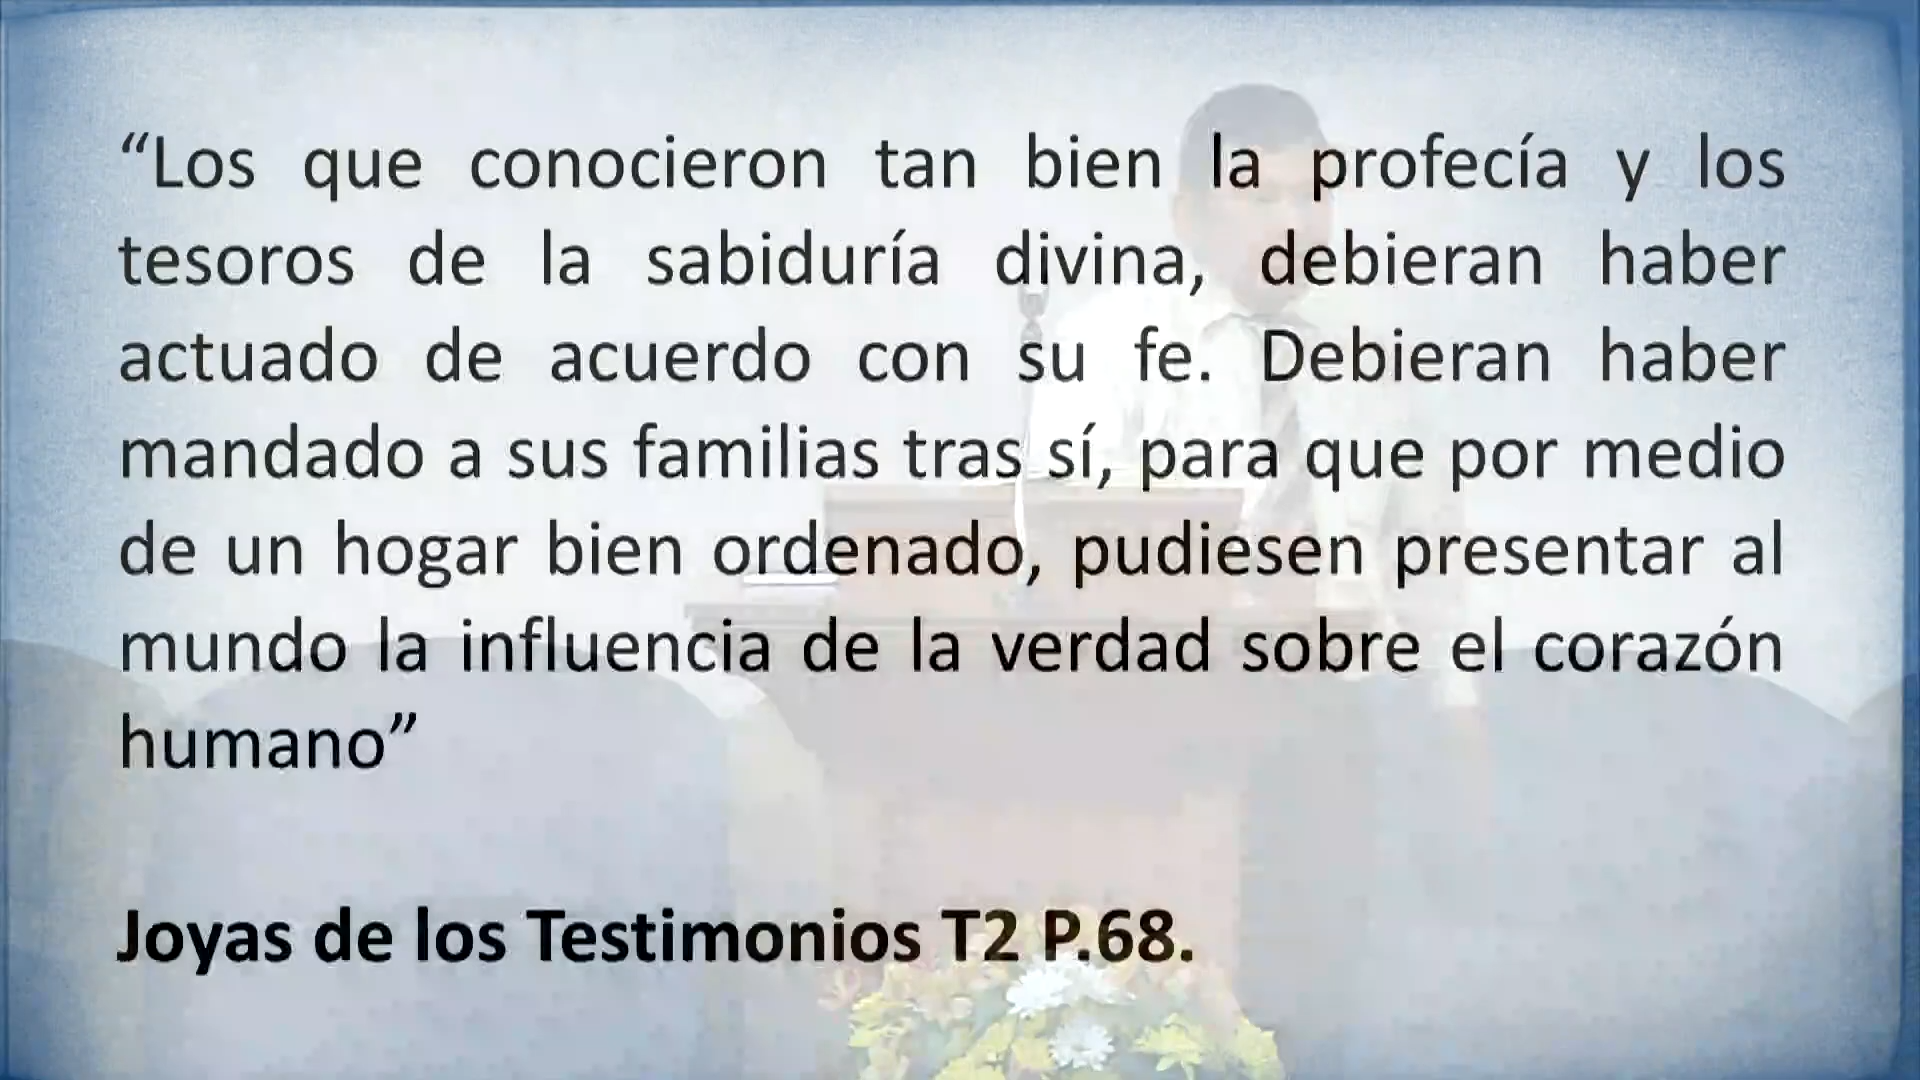 “Los que conocieron tan bien la profecía y los
tesoros de la sabiduría divina, debieran haber
actuado de acuerdo con su fe. Debieran haber
mandado a sus familias tras sí, para que por medio
de un hogar bien ordenado, pudiesen presentar al
mundo la influencia de la verdad sobre el corazón
humano”
Joyas de los Testimonios T2 P.68.